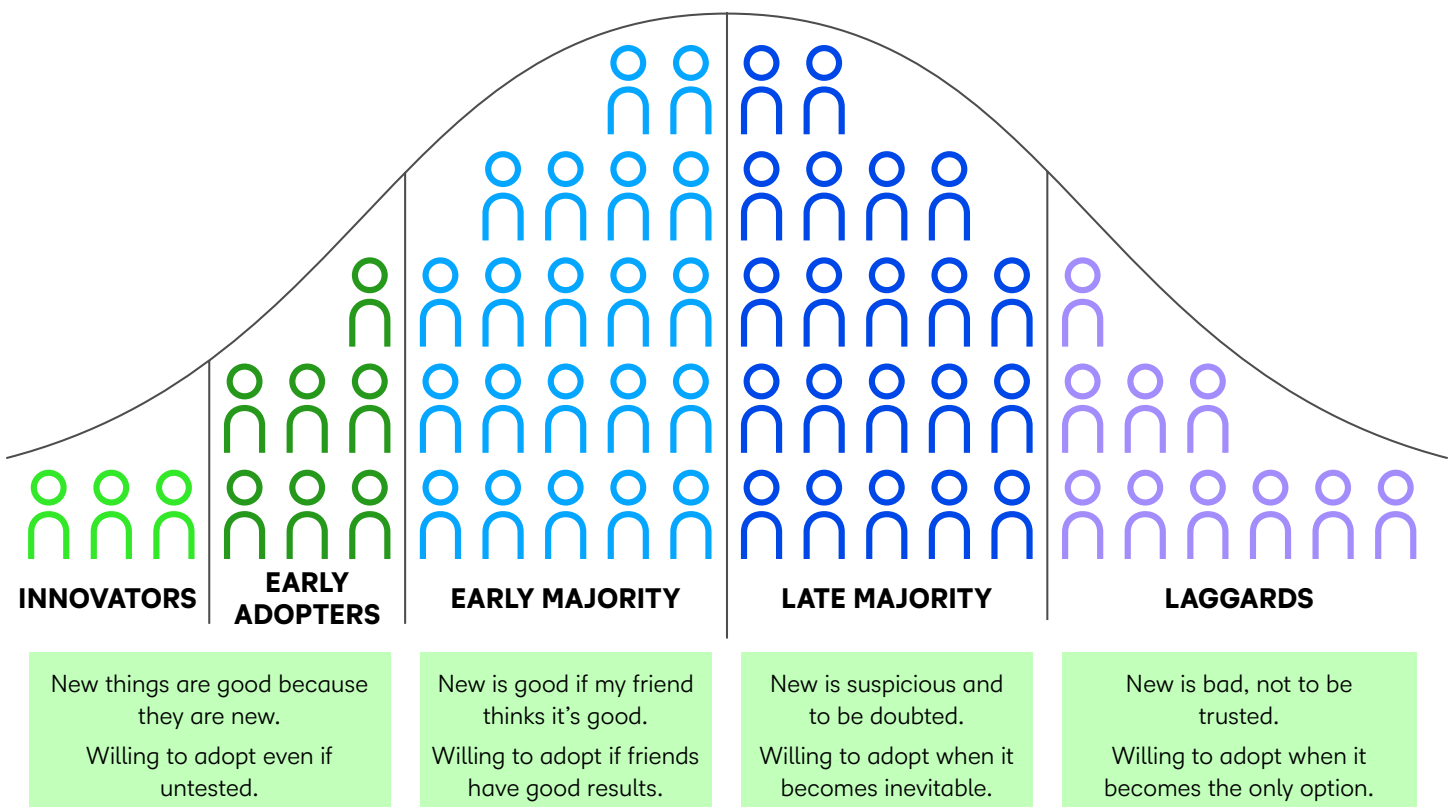 INNOVATORS
EARLY
ADOPTERS
EARLY MAJORITY
LATE MAJORITY
LAGGARDS
New things are good because
they are new.
Willing to adopt even if
untested.
New is good if my friend
thinks it’s good.
Willing to adopt if friends
have good results.
New is suspicious and
to be doubted.
Willing to adopt when it
becomes inevitable.
New is bad, not to be
trusted.
Willing to adopt when it
becomes the only option.